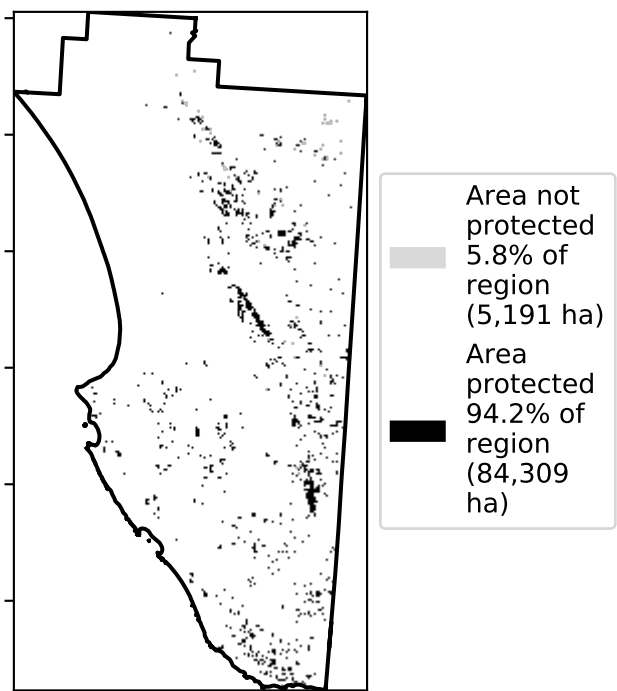 Area not
protected
5.8% of
region
(5,191 ha)
Area
protected
94.2% of
region
(84,309
ha)